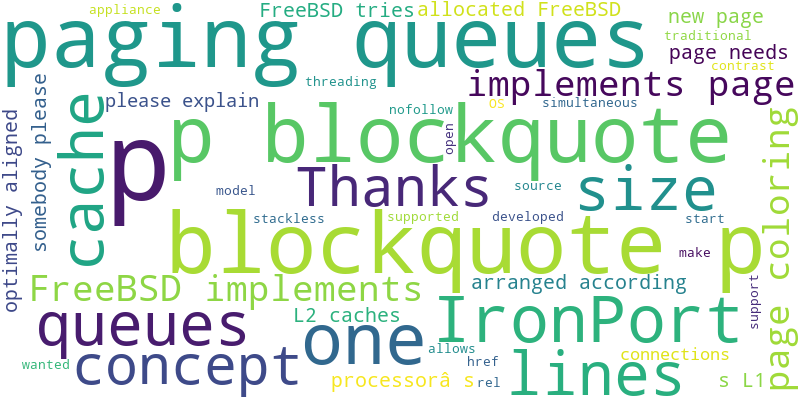 appliance
FreeBSD tries
allocated FreeBSD
new page
traditional
paging queues
page needs
contrast
threading
implements page
please explain
cache
nofollow
OS
simultaneous
somebody please
optimally aligned
p
p blockquote
open
page coloring
model
Thanks
source
size
stackless
supported
developed
start
blockquote p
make
FreeBSD implements
arranged according
support
queues
L2 caches
one
IronPort
wanted
concept
allows
href
connections
processorâ s
rel
lines
s L1